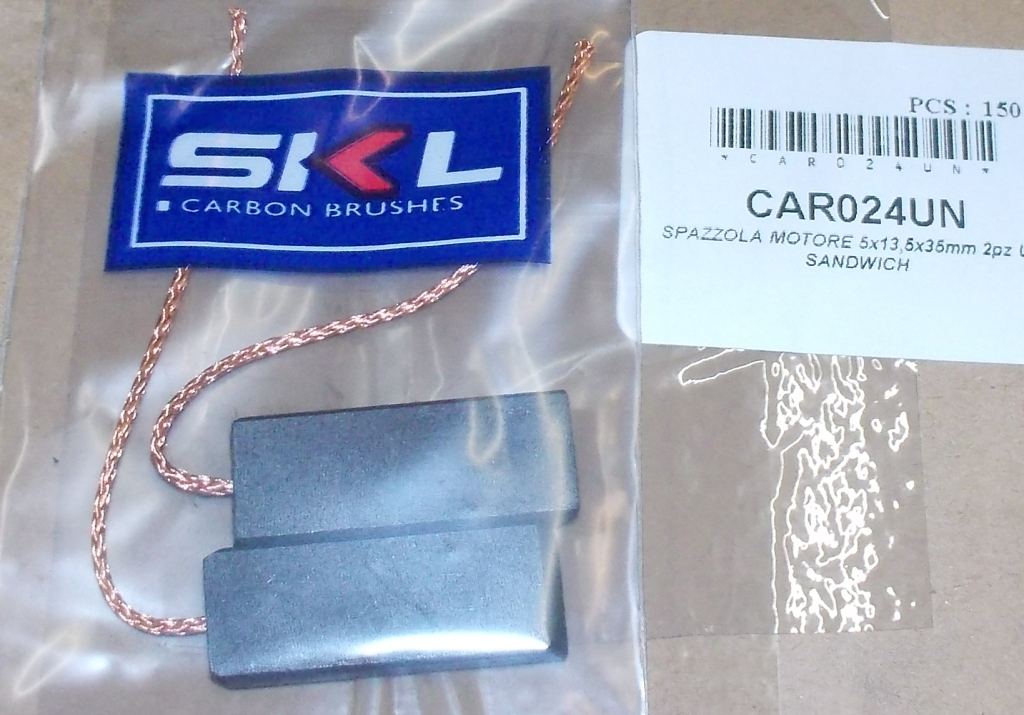 SKL
CARBON BRUSHES
PCS : 150
*CAR024UN*
CAR024UN
SPAZZOLA MOTORE 5x13,5x35mm 2pz
SANDWICH